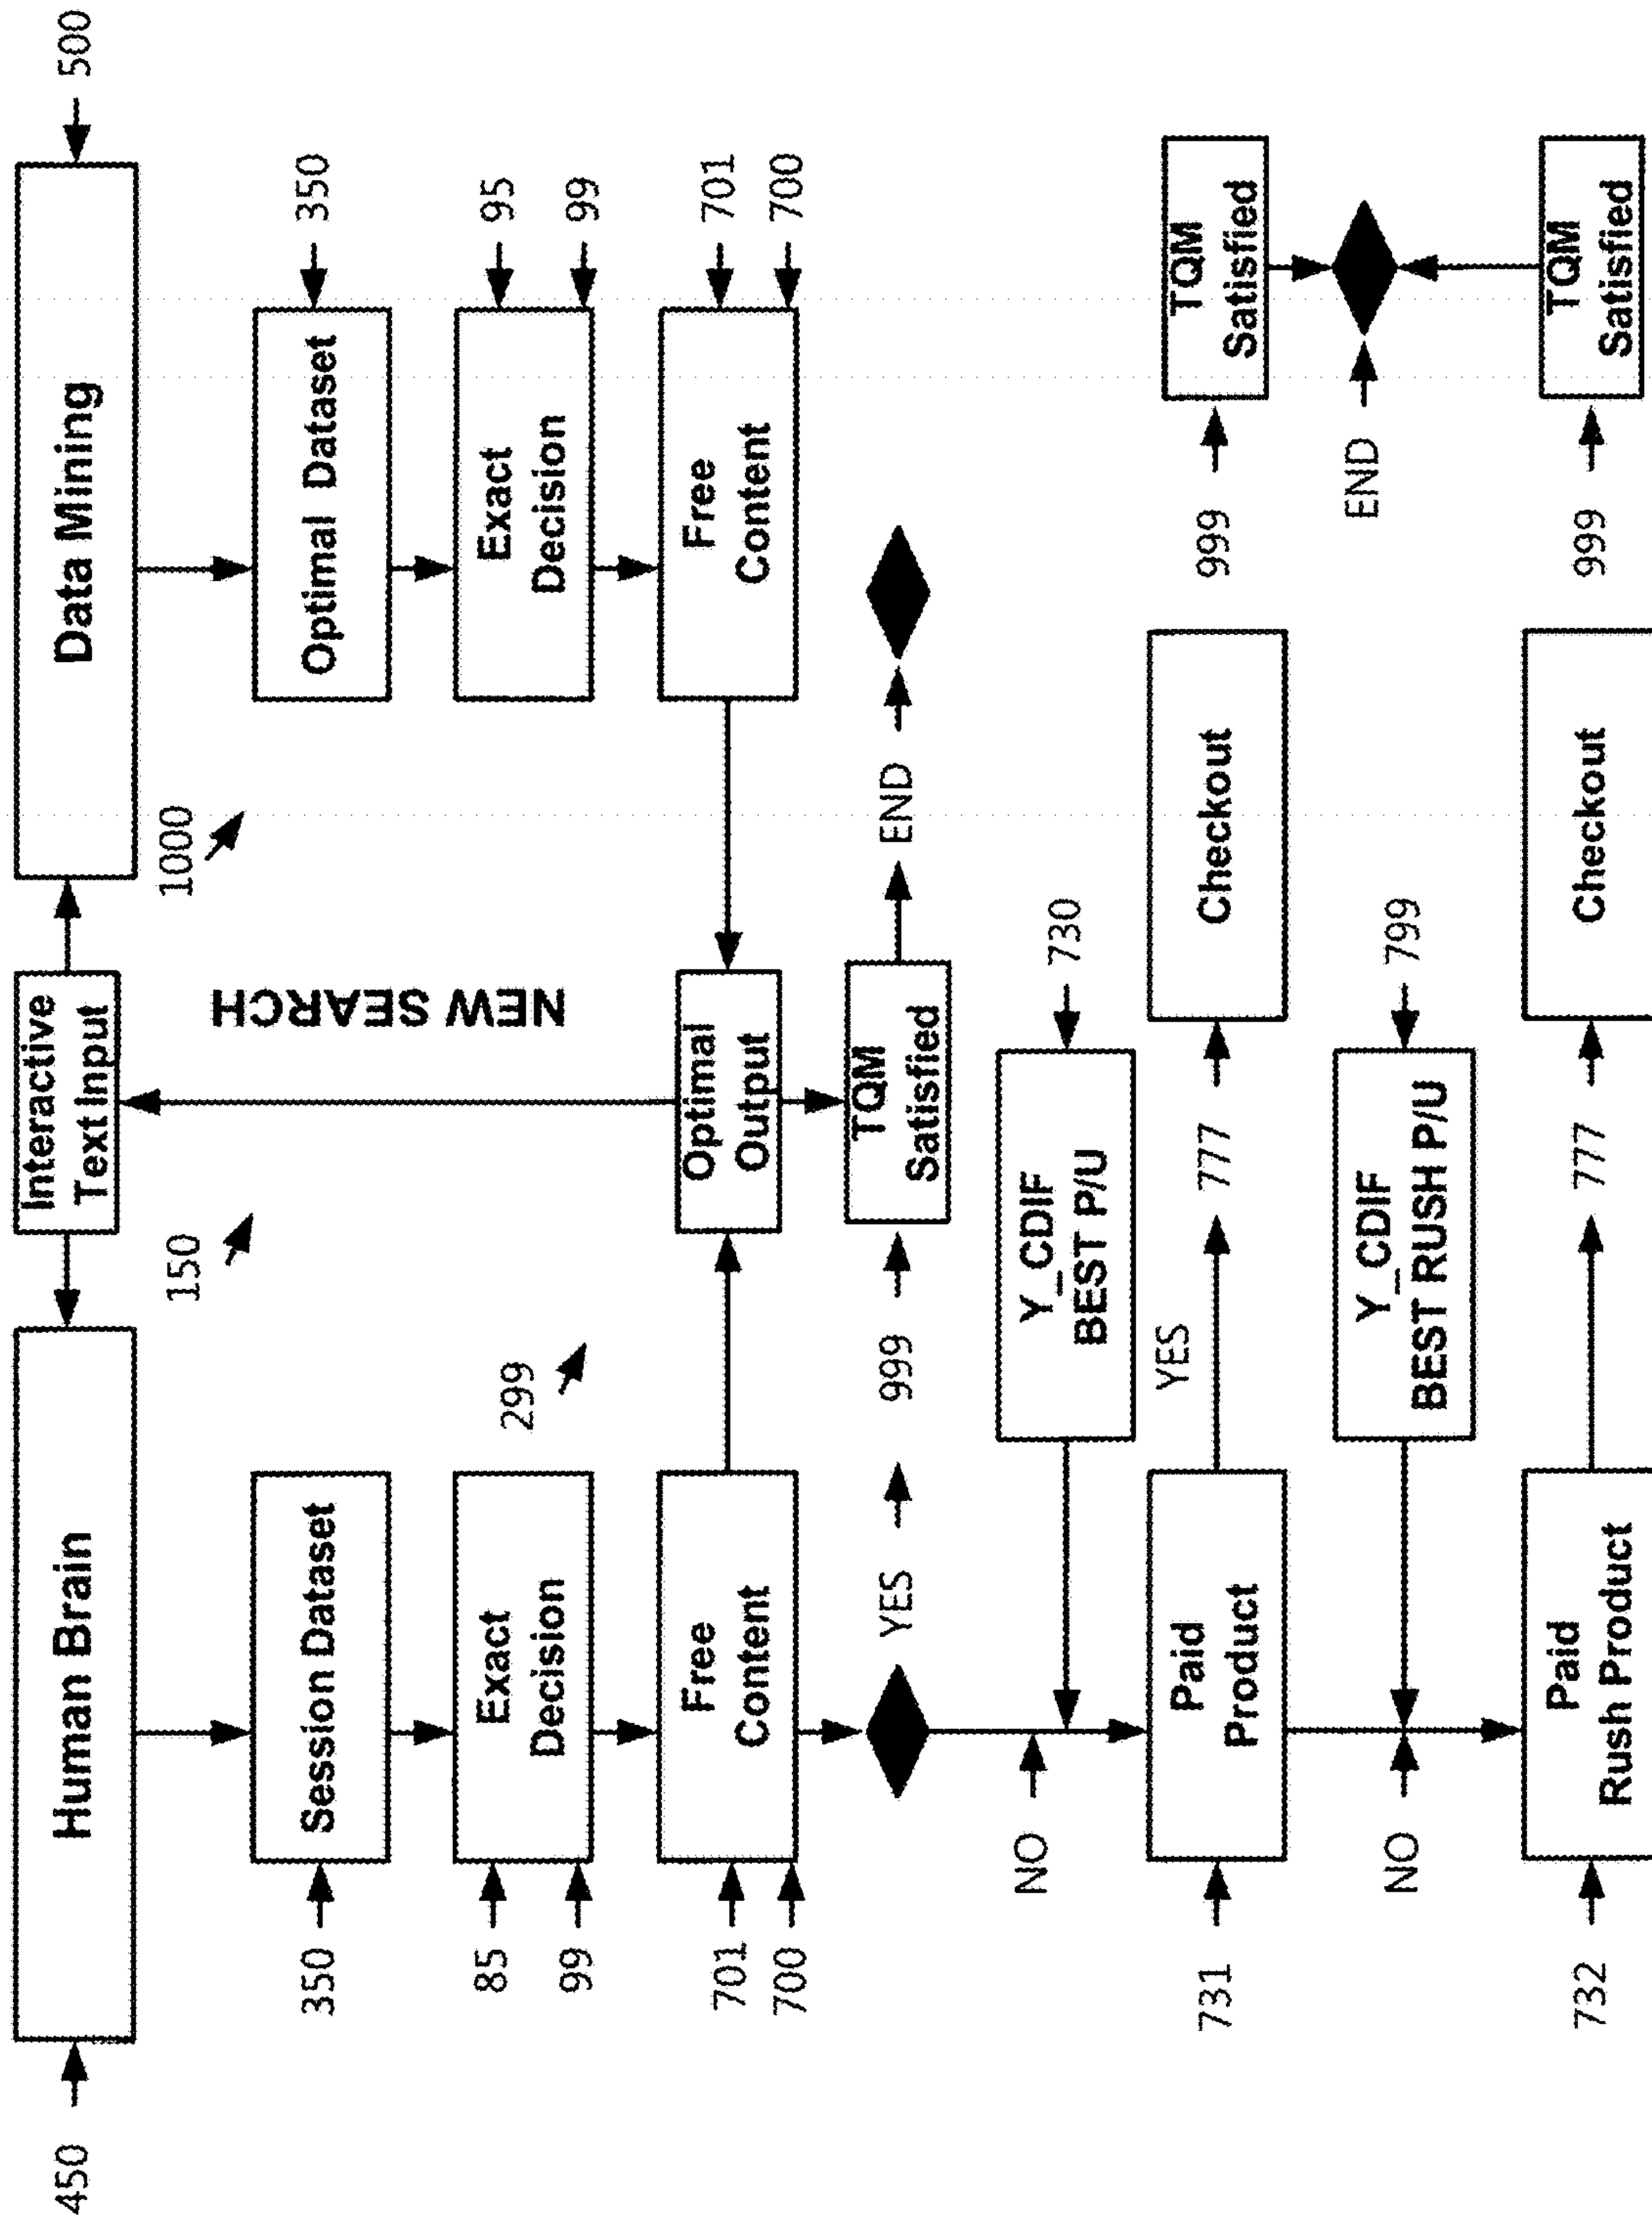 450
Human Brain
Interactive
Text Input
Data Mining
500
150
1000
NEW SEARCH
350
Session Dataset
Optimal Dataset
350
85
99
Exact
Decision
299
Exact
Decision
95
99
701
700
Free
Content
Optimal
Output
Free
Content
701
700
YES
999
TQM
Satisfied
END
NO
Y_CDIF
BEST P/U
730
731
Paid
Product
YES
777
Checkout
999
TQM
Satisfied
NO
Y_CDIF
BEST RUSH P/U
799
END
732
Paid
Rush Product
777
Checkout
999
TQM
Satisfied